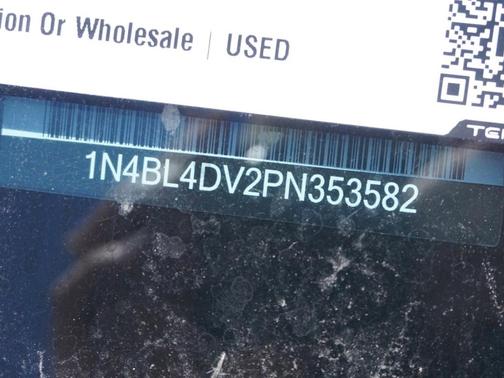 ion Or Wholesale | USED
1N4BL4DV2PN353582